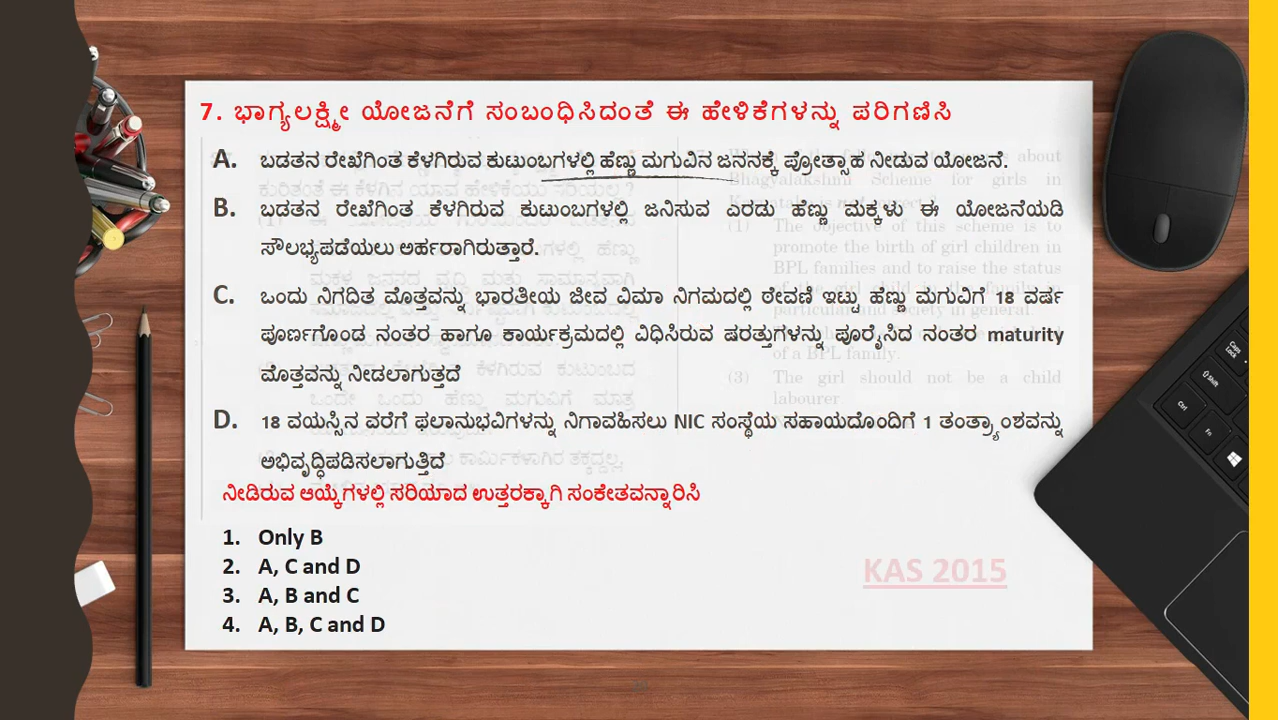 7. ಭಾಗ್ಯಲಕ್ಷ್ಮೀ ಯೋಜನೆಗೆ ಸಂಬಂಧಿಸಿದಂತೆ ಈ ಹೇಳಿಕೆಗಳನ್ನು ಪರಿಗಣಿಸಿ
A. ಬಡತನ ರೇಖೆಗಿಂತ ಕೆಳಗಿರುವ ಕುಟುಂಬಗಳಲ್ಲಿ ಹೆಣ್ಣು ಮಗುವಿನ ಜನನಕ್ಕೆ ಪ್ರೋತ್ಸಾಹ ನೀಡುವ ಯೋಜನೆ.
B. ಬಡತನ ರೇಖೆಗಿಂತ ಕೆಳಗಿರುವ ಕುಟುಂಬಗಳಲ್ಲಿ ಜನಿಸುವ ಎರಡು ಹೆಣ್ಣು ಮಕ್ಕಳು ಈ ಯೋಜನೆಯಡಿ
ಸೌಲಭ್ಯಪಡೆಯಲು ಅರ್ಹರಾಗಿರುತ್ತಾರೆ.
C. ಒಂದು ನಿಗದಿತ ಮೊತ್ತವನ್ನು ಭಾರತೀಯ ಜೀವ ವಿಮಾ ನಿಗಮದಲ್ಲಿ ಠೇವಣಿ ಇಟ್ಟು ಹೆಣ್ಣು ಮಗುವಿಗೆ 18 ವರ್ಷ
ಪೂರ್ಣಗೊಂಡ ನಂತರ ಹಾಗೂ ಕಾರ್ಯಕ್ರಮದಲ್ಲಿ ವಿಧಿಸಿರುವ ಷರತ್ತುಗಳನ್ನು ಪೂರೈಸಿದ ನಂತರ maturity
ಮೊತ್ತವನ್ನು ನೀಡಲಾಗುತ್ತದೆ
D. 18 ವಯಸ್ಸಿನ ವರೆಗೆ ಫಲಾನುಭವಿಗಳನ್ನು ನಿಗಾವಹಿಸಲು NIC ಸಂಸ್ಥೆಯ ಸಹಾಯದೊಂದಿಗೆ 1 ತಂತ್ರ್ಯಾಂಶವನ್ನು
ಅಭಿವೃದ್ಧಿಪಡಿಸಲಾಗುತ್ತಿದೆ
ನೀಡಿರುವ ಆಯ್ಕೆಗಳಲ್ಲಿ ಸರಿಯಾದ ಉತ್ತರಕ್ಕಾಗಿ ಸಂಕೇತವನ್ನಾರಿಸಿ
1. Only B
2. A, C and D
3. A, B and C
4. A, B, C and D
KAS 2015